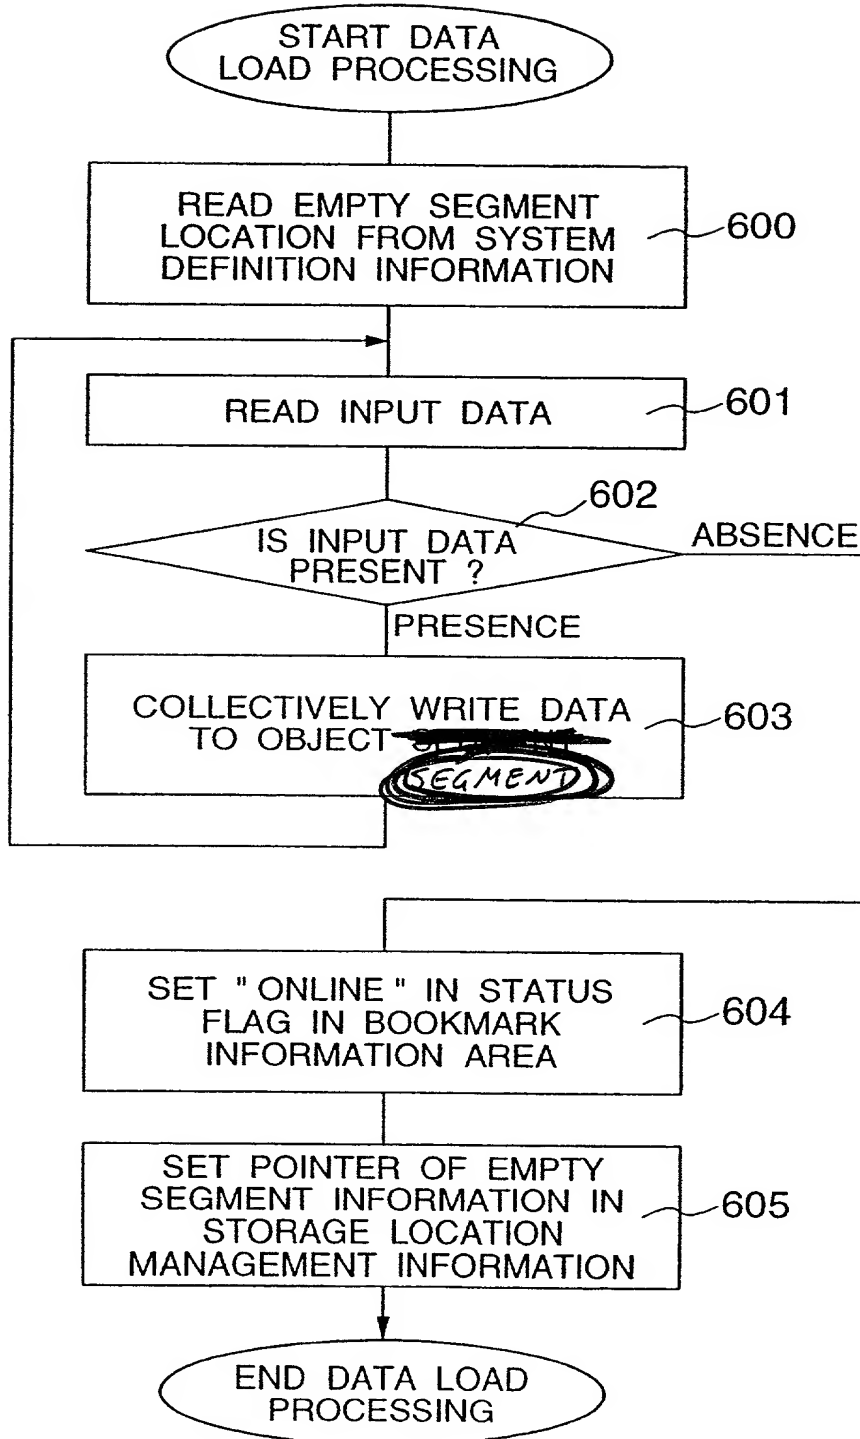 START DATA
LOAD PROCESSING
READ EMPTY SEGMENT
LOCATION FROM SYSTEM
DEFINITION INFORMATION
600
READ INPUT DATA
601
602
IS INPUT DATA
PRESENT ?
ABSENCE
PRESENCE
COLLECTIVELY WRITE DATA
TO OBJECT
SEGMENT
603
SET "ONLINE" IN STATUS
FLAG IN BOOKMARK
INFORMATION AREA
604
SET POINTER OF EMPTY
SEGMENT INFORMATION IN
STORAGE LOCATION
MANAGEMENT INFORMATION
605
END DATA LOAD
PROCESSING